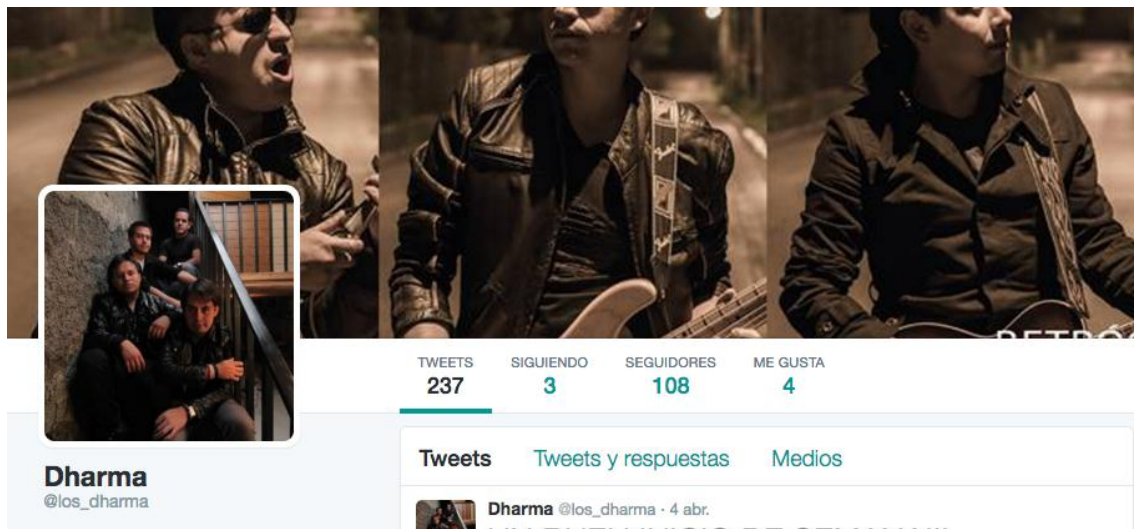 TWEETS SIGUIENDO SEGUIDORES ME GUSTA
237 3 108 4
Dharma
@los_dharma
Tweets Tweets y respuestas Medios
Dharma @los_dharma · 4 abr.